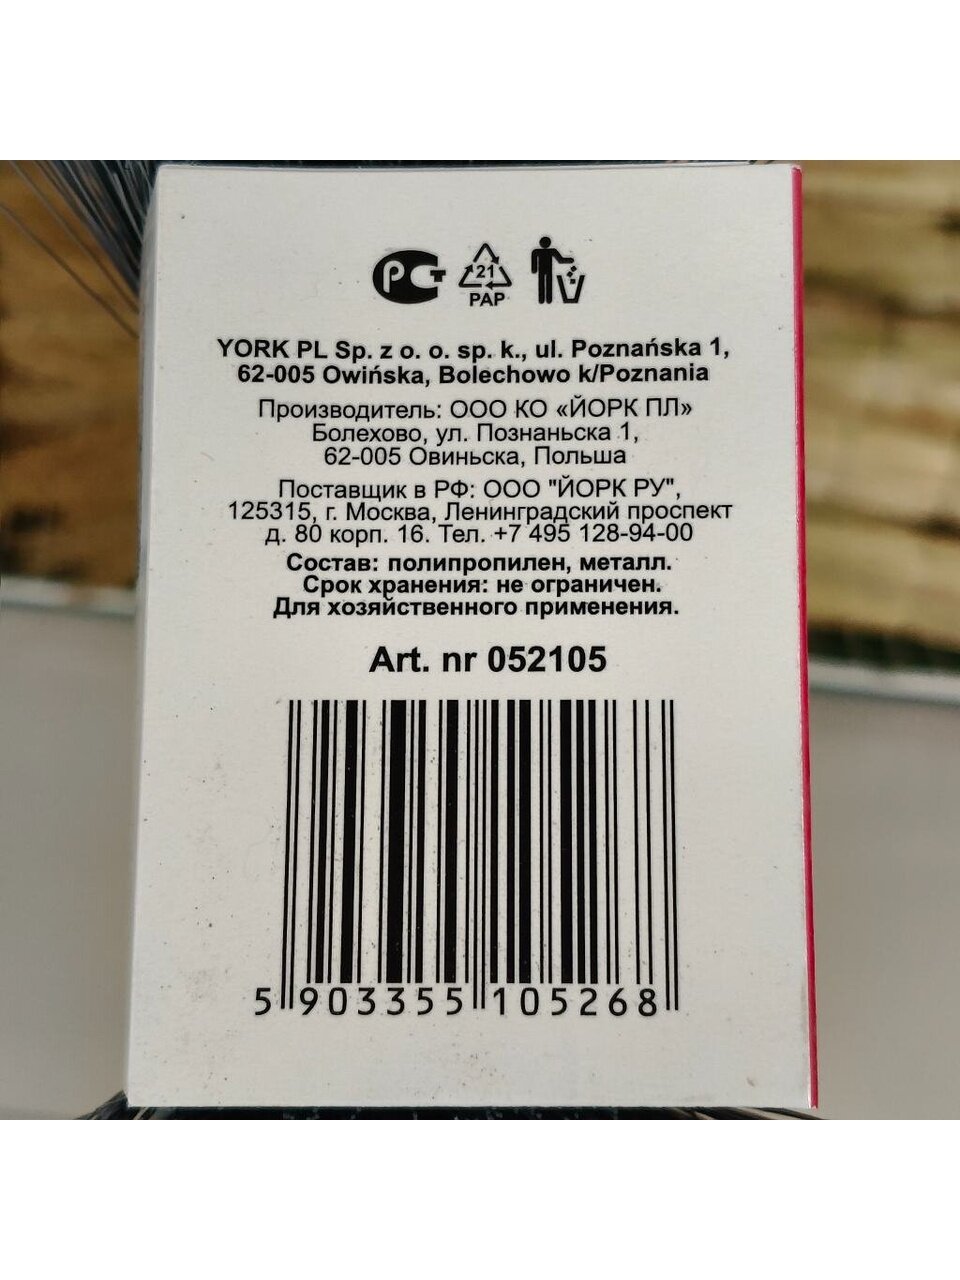 РСТ
21
PAP
YORK PL Sp. z o. o. sp. k., ul. Poznańska 1,
62-005 Owińska, Bolechowo k/Poznania
Производитель: ООО КО «ЙОРК ПЛ»
Болехово, ул. Познаньска 1,
62-005 Овиньска, Польша
Поставщик в РФ: ООО "ЙОРК РУ",
125315, г. Москва, Ленинградский проспект
д. 80 корп. 16. Тел. +7 495 128-94-00
Состав: полипропилен, металл.
Срок хранения: не ограничен.
Для хозяйственного применения.
Art. nr 052105
5 903355 105268